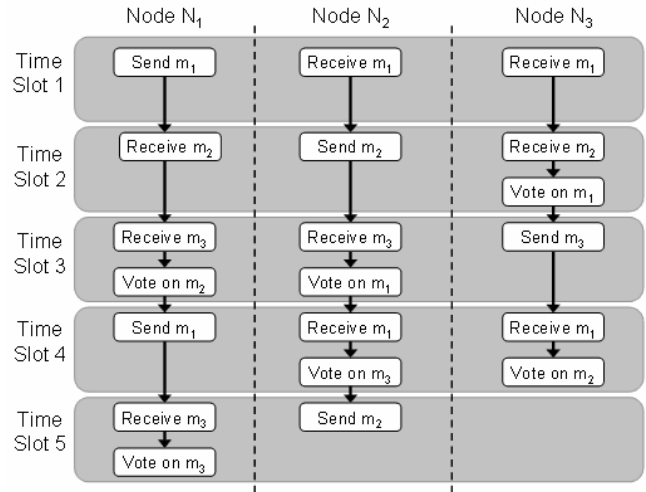 Node N₁ Node N₂ Node N₃
Time Slot 1
Send m₁ Receive m₁ Receive m₁
Time Slot 2
Receive m₂ Send m₂ Receive m₂
Vote on m₁
Time Slot 3
Receive m₃ Receive m₃ Send m₃
Vote on m₂ Vote on m₁
Time Slot 4
Send m₁ Receive m₁ Receive m₁
Vote on m₃ Vote on m₂
Time Slot 5
Receive m₃ Send m₂
Vote on m₃